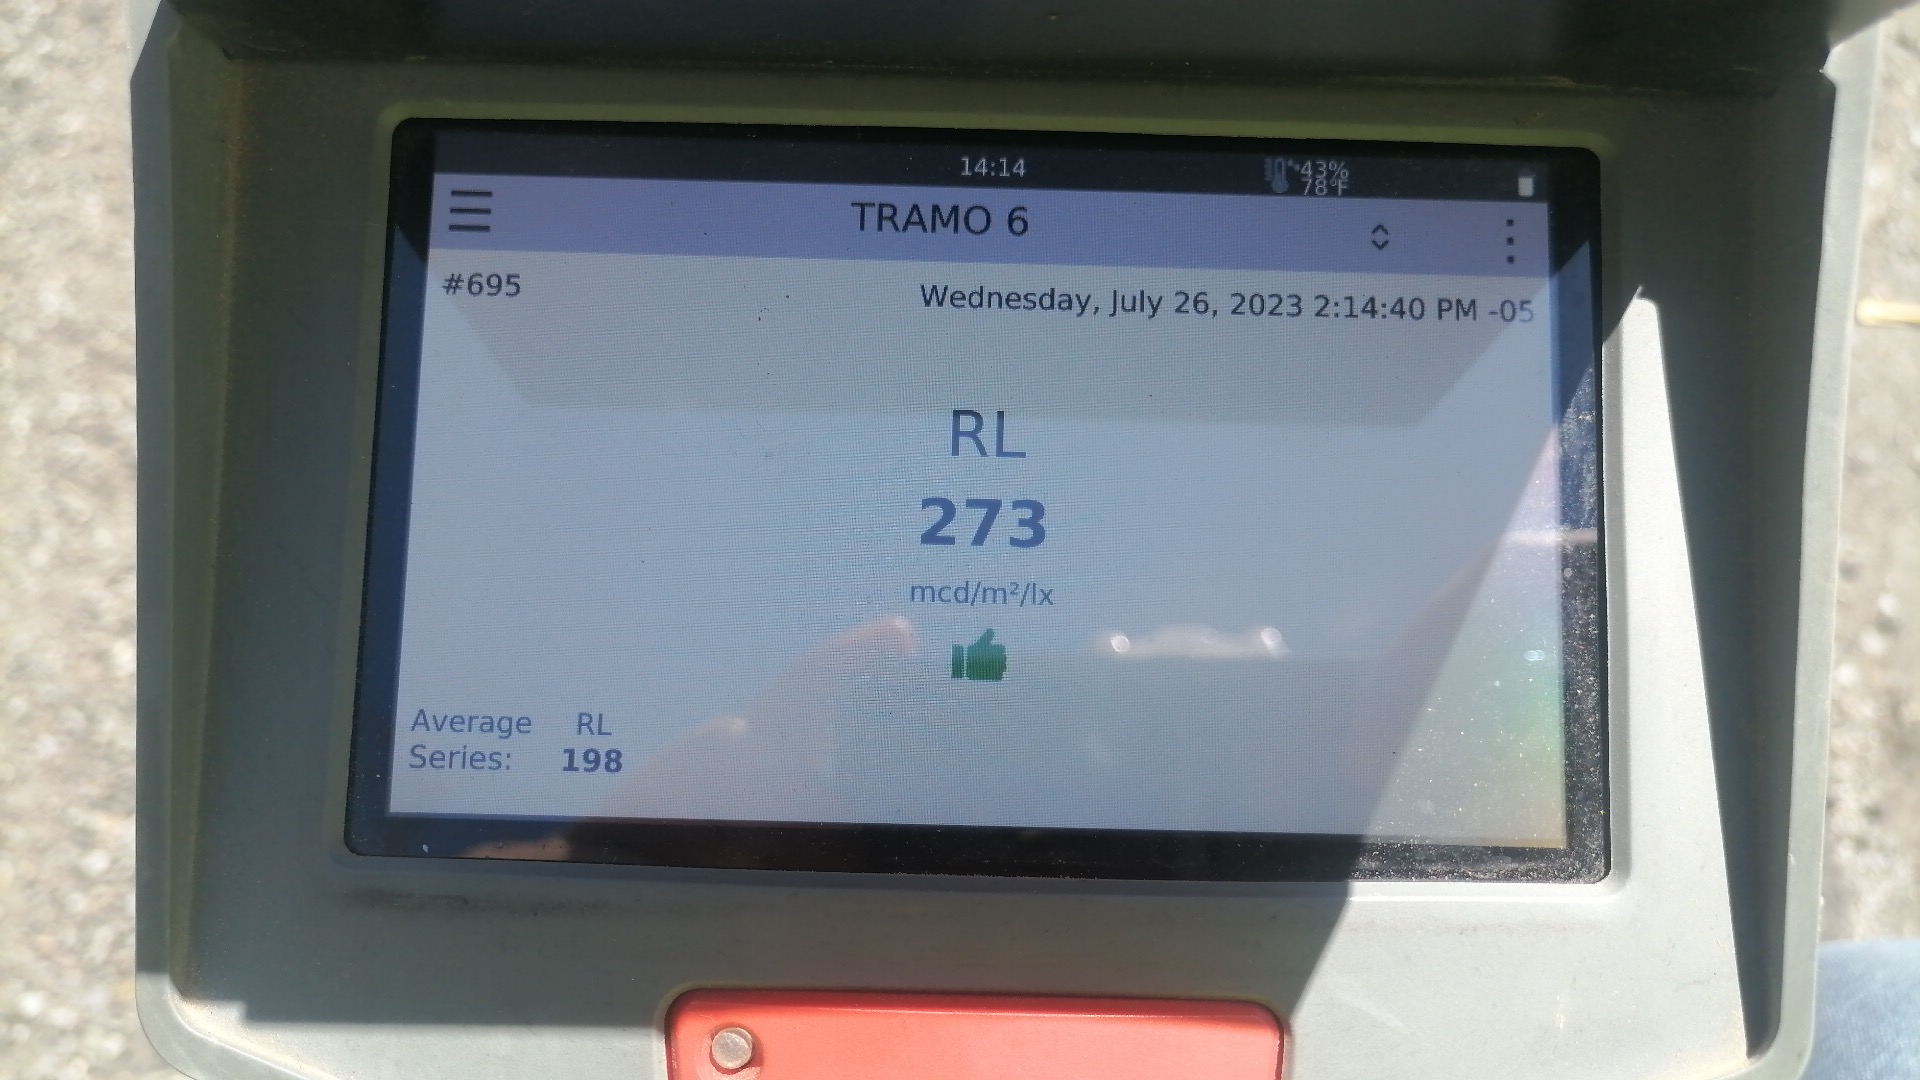 14:14
43%
78°F
TRAMO 6
#695
Wednesday, July 26, 2023 2:14:40 PM -05
RL
273
mcd/m²/lx
Average RL
Series: 198